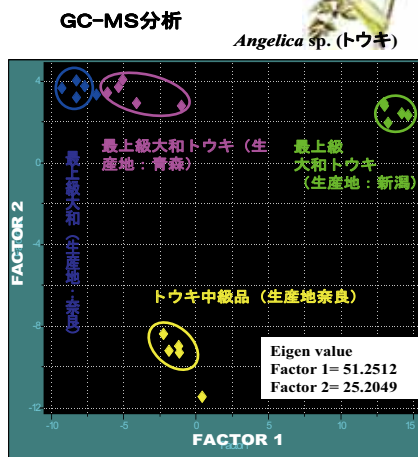 GC-MS分析
Angelica sp. (トウキ)
最上級大和トウキ（生
産地：青森）
最上級
大和トウキ
（生産地：新潟）
最上級大和（生産地：奈良）
トウキ中級品（生産地奈良）
Eigen value
Factor 1= 51.2512
Factor 2= 25.2049
FACTOR 2
4
0
-4
-8
-12
-10
-5
0
5
10
15
FACTOR 1